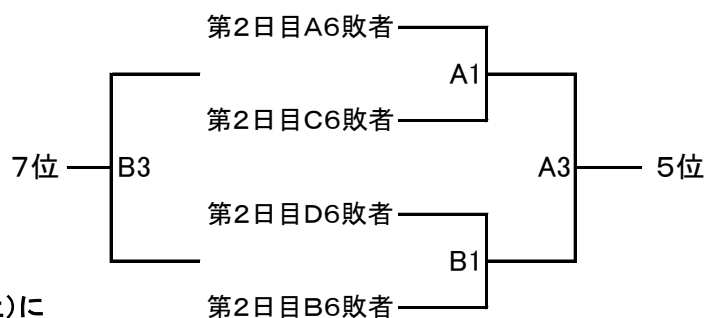 第2日目A6敗者
A1
第2日目C6敗者
7位 B3 A3 5位
第2日目D6敗者
B1
)に 第2日目B6敗者